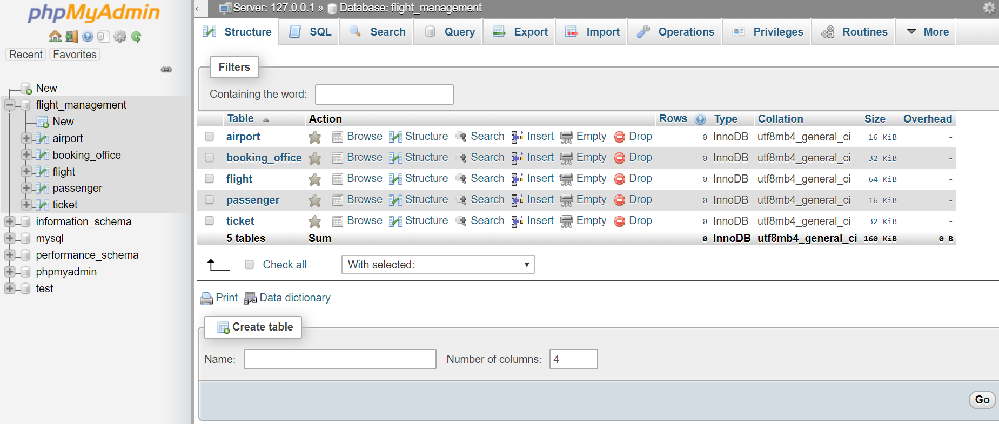 phpMyAdmin
Recent Favorites
New
flight_management
New
airport
booking_office
flight
passenger
ticket
information_schema
mysql
performance_schema
phpmyadmin
test
← Server: 127.0.0.1 » Database: flight_management
Structure SQL Search Query Export Import Operations Privileges Routines More
Filters
Containing the word:
Table Action Rows Type Collation Size Overhead
airport Browse Structure Search Insert Empty Drop 0 InnoDB utf8mb4_general_ci 16 KiB -
booking_office Browse Structure Search Insert Empty Drop 0 InnoDB utf8mb4_general_ci 32 KiB -
flight Browse Structure Search Insert Empty Drop 0 InnoDB utf8mb4_general_ci 64 KiB -
passenger Browse Structure Search Insert Empty Drop 0 InnoDB utf8mb4_general_ci 16 KiB -
ticket Browse Structure Search Insert Empty Drop 0 InnoDB utf8mb4_general_ci 32 KiB -
5 tables Sum 0 InnoDB utf8mb4_general_ci 160 KiB 0 B
Check all With selected:
Print Data dictionary
Create table
Name: Number of columns: 4
Go